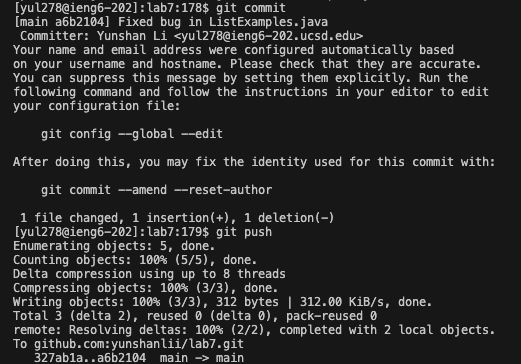 [yul278@ieng6-202]:lab7:178$ git commit
[main a6b2104] Fixed bug in ListExamples.java
 Committer: Yunshan Li <yul278@ieng6-202.ucsd.edu>
Your name and email address were configured automatically based
on your username and hostname. Please check that they are accurate.
You can suppress this message by setting them explicitly. Run the
following command and follow the instructions in your editor to edit
your configuration file:

    git config --global --edit

After doing this, you may fix the identity used for this commit with:

    git commit --amend --reset-author

 1 file changed, 1 insertion(+), 1 deletion(-)
[yul278@ieng6-202]:lab7:179$ git push
Enumerating objects: 5, done.
Counting objects: 100% (5/5), done.
Delta compression using up to 8 threads
Compressing objects: 100% (3/3), done.
Writing objects: 100% (3/3), 312 bytes | 312.00 KiB/s, done.
Total 3 (delta 2), reused 0 (delta 0), pack-reused 0
remote: Resolving deltas: 100% (2/2), completed with 2 local objects.
To github.com:yunshanlii/lab7.git
   327ab1a..a6b2104  main -> main